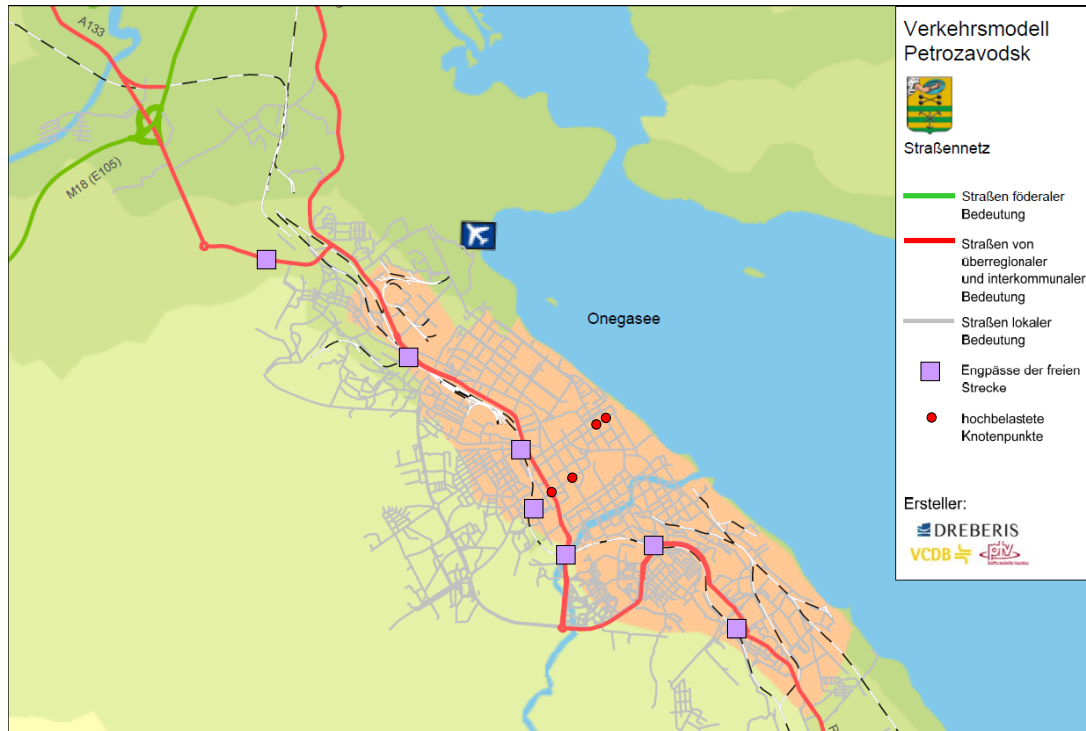 A133
M18 (E105)
Onegasee
Verkehrsmodell
Petrozavodsk
Straßennetz
Straßen föderaler
Bedeutung
Straßen von
überregionaler
und interkommunaler
Bedeutung
Straßen lokaler
Bedeutung
Engpässe der freien
Strecke
hochbelastete
Knotenpunkte
Ersteller:
DREBERIS
VCDB